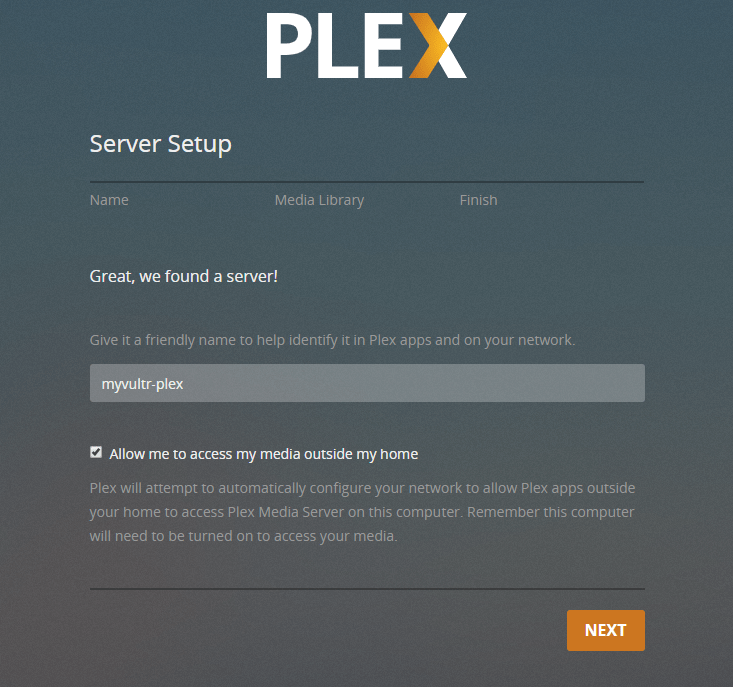 PLEX
Server Setup
Name Media Library Finish
Great, we found a server!
Give it a friendly name to help identify it in Plex apps and on your network.
myvultr-plex
Allow me to access my media outside my home
Plex will attempt to automatically configure your network to allow Plex apps outside
your home to access Plex Media Server on this computer. Remember this computer
will need to be turned on to access your media.
NEXT